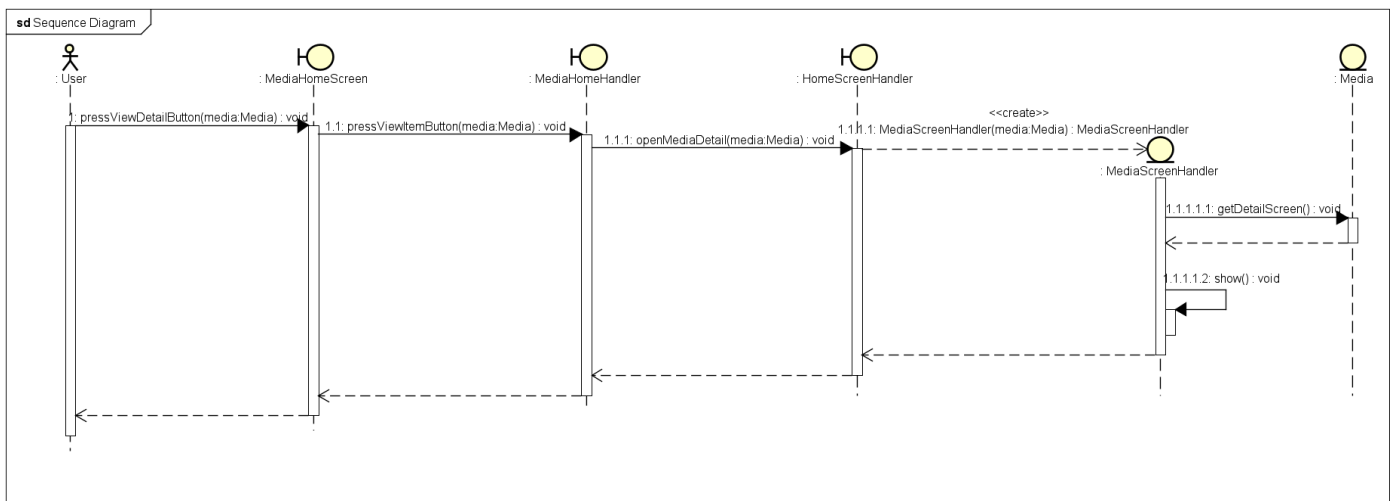 sd Sequence Diagram
: User
: MediaHomeScreen
: MediaHomeHandler
: HomeScreenHandler
: Media
1: pressViewDetailButton(media:Media) : void
1.1: pressViewItemButton(media:Media) : void
1.1.1: openMediaDetail(media:Media) : void
<<create>>
1.1.1.1: MediaScreenHandler(media:Media) : MediaScreenHandler
: MediaScreenHandler
1.1.1.1.1: getDetailScreen() : void
1.1.1.1.2: show() : void